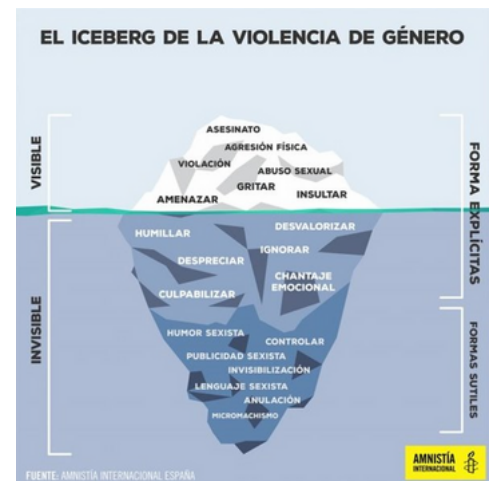 EL ICEBERG DE LA VIOLENCIA DE GÉNERO
VISIBLE
ASESINATO
AGRESIÓN FÍSICA
VIOLACIÓN
ABUSO SEXUAL
GRITAR
AMENAZAR
INSULTAR
FORMA EXPLÍCITAS
INVISIBLE
HUMILLAR
DESVALORIZAR
IGNORAR
DESPRECIAR
CHANTAJE
EMOCIONAL
CULPABILIZAR
FORMAS SUTILES
HUMOR SEXISTA
CONTROLAR
PUBLICIDAD SEXISTA
INVISIBILIZACIÓN
LENGUAJE SEXISTA
ANULACIÓN
MICROMACHISMO
AMNISTÍA
INTERNACIONAL
FUENTE: AMNISTÍA INTERNACIONAL ESPAÑA